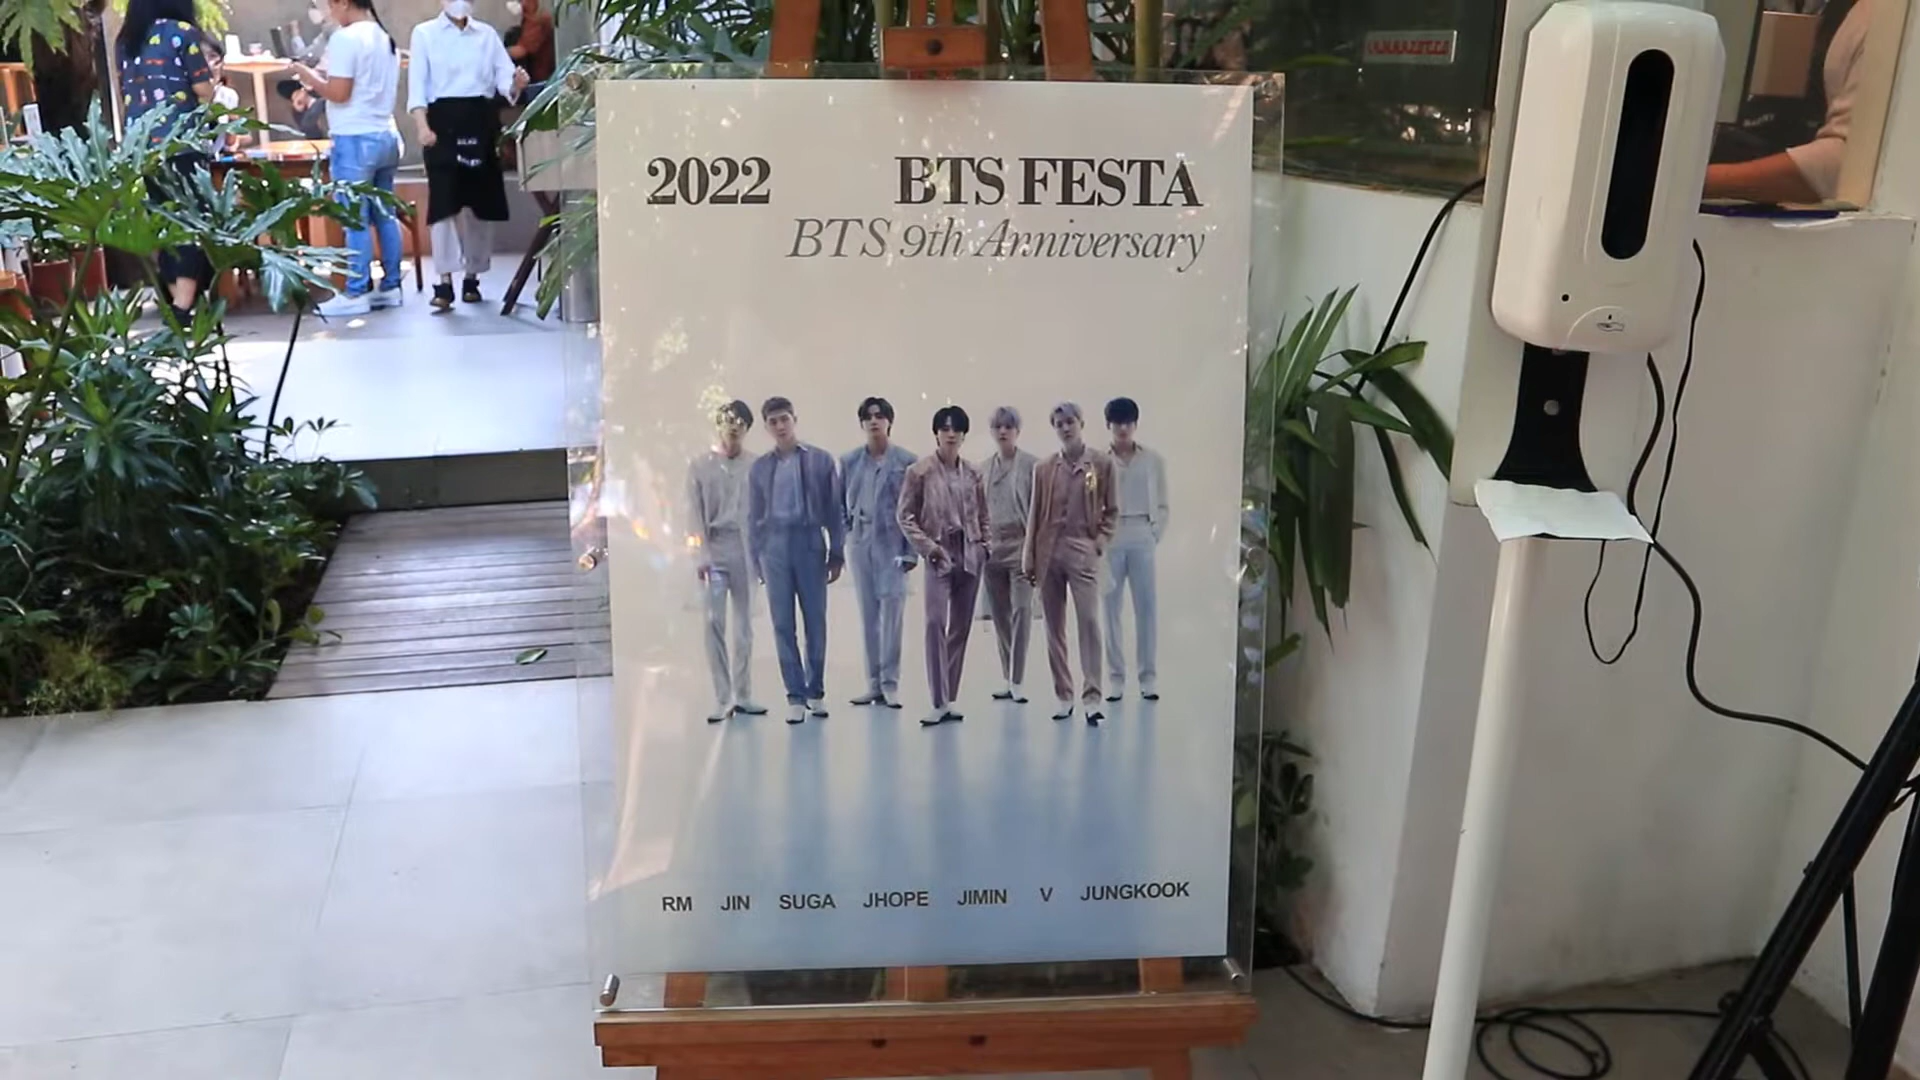 2022 BTS FESTA
BTS 9th Anniversary
RM JIN SUGA JHOPE JIMIN V JUNGKOOK